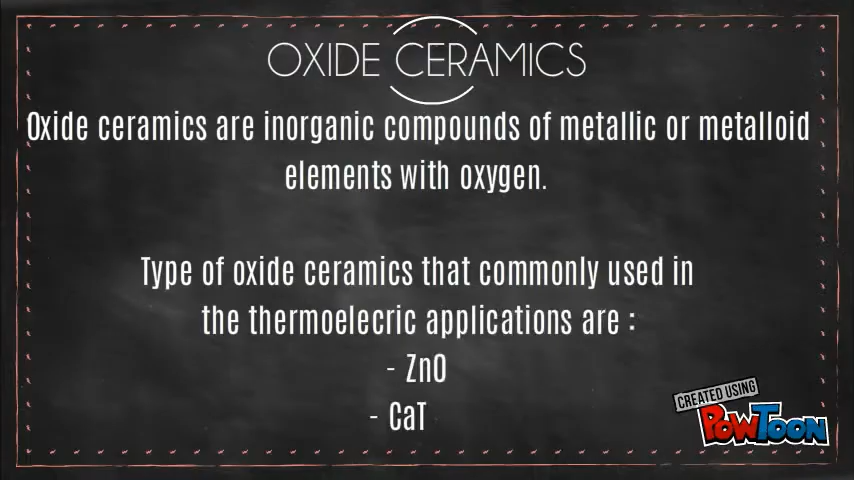 OXIDE CERAMICS
Oxide ceramics are inorganic compounds of metallic or metalloid
elements with oxygen.
Type of oxide ceramics that commonly used in
the thermoelecric applications are :
- ZnO
- CaT
CREATED USING
POWTOON